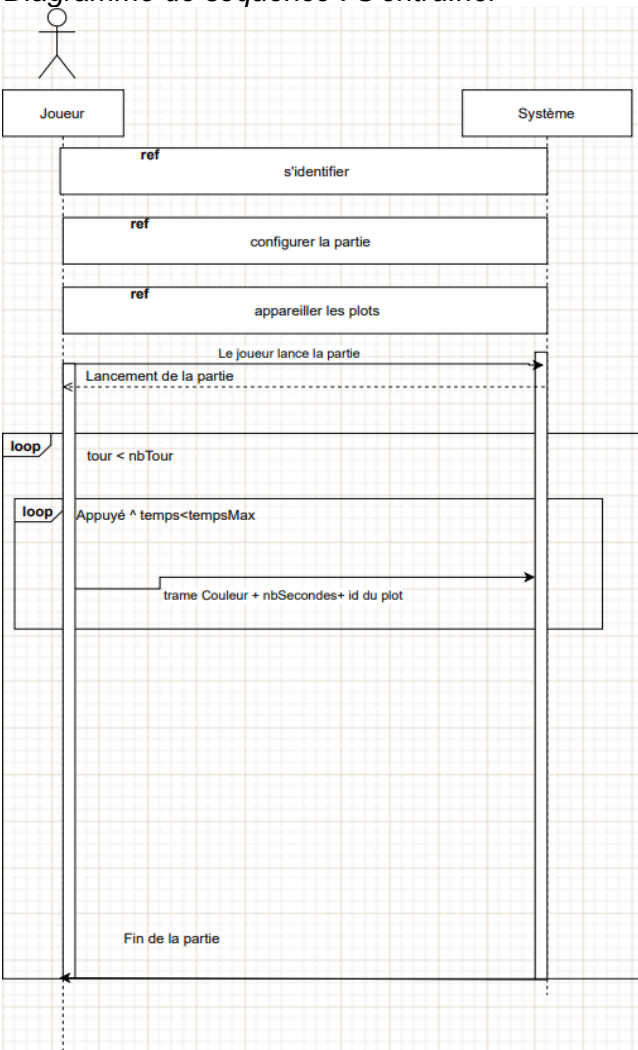 Diagramme de séquence : S'entraîner
Joueur
Système
ref
s'identifier
ref
configurer la partie
ref
appareiller les plots
Le joueur lance la partie
Lancement de la partie
loop
tour < nbTour
loop
Appuyé ^ temps<tempsMax
trame Couleur + nbSecondes+ id du plot
Fin de la partie